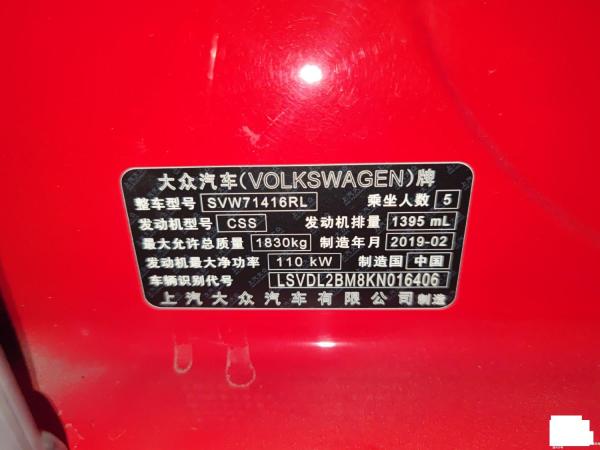 大众汽车(VOLKSWAGEN)牌
整车型号 SVW71416RL 乘坐人数 5
发动机型号 CSS 发动机排量 1395 mL
最大允许总质量 1830kg 制造年月 2019-02
发动机最大净功率 110 kW 制造国 中国
车辆识别代号 LSVDL2BM8KN016406
上汽大众汽车有限公司制造